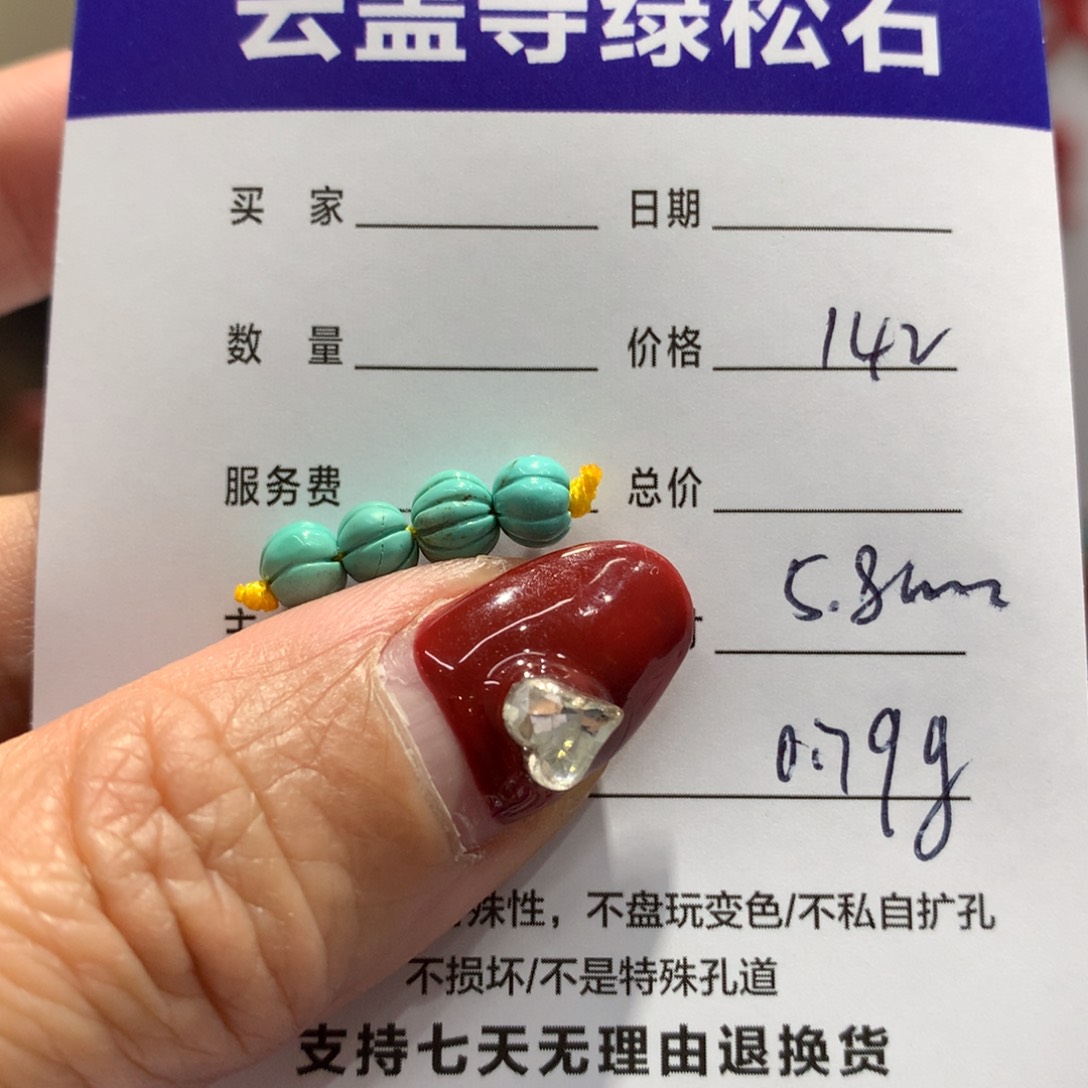 云盖寺绿松石
买 家 日期
数 量 价格 142
服务费 总价
5.8mm
0.79g
殊性，不盘玩变色/不私自扩孔
不损坏/不是特殊孔道
支持七天无理由退换货